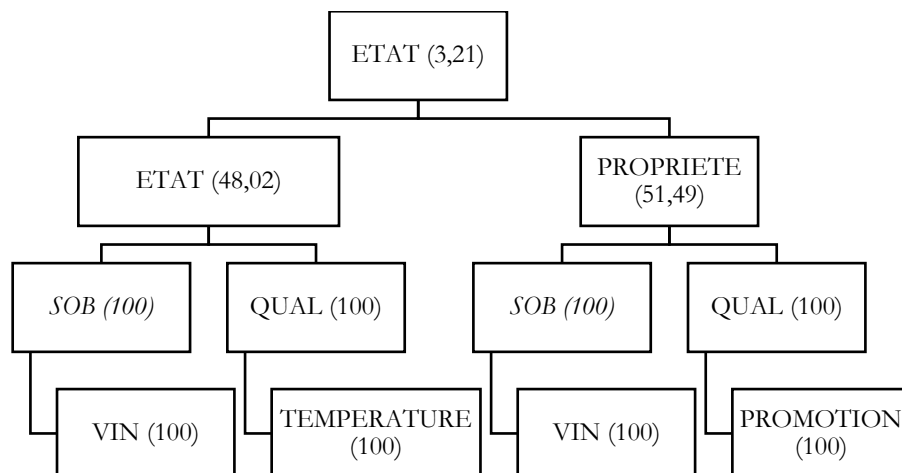 ETAT (3,21)
ETAT (48,02)
PROPRIETE
(51,49)
SOB (100)
QUAL (100)
SOB (100)
QUAL (100)
VIN (100)
TEMPERATURE
(100)
VIN (100)
PROMOTION
(100)